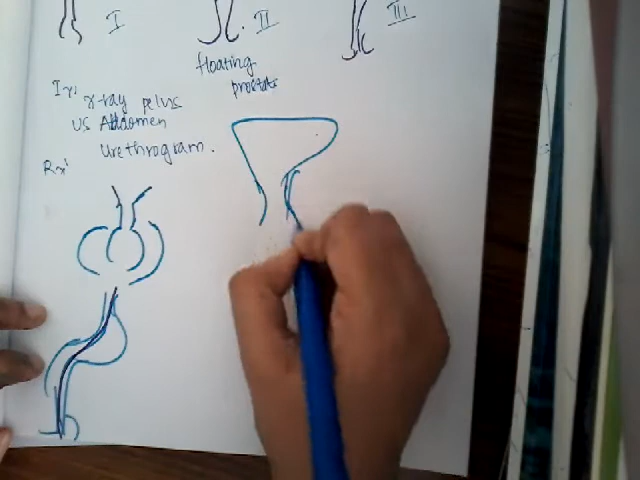 I
II
III
floating
prostate
Ix:
x-ray pelvis
us Abdomen
urethrogram.
Rx: